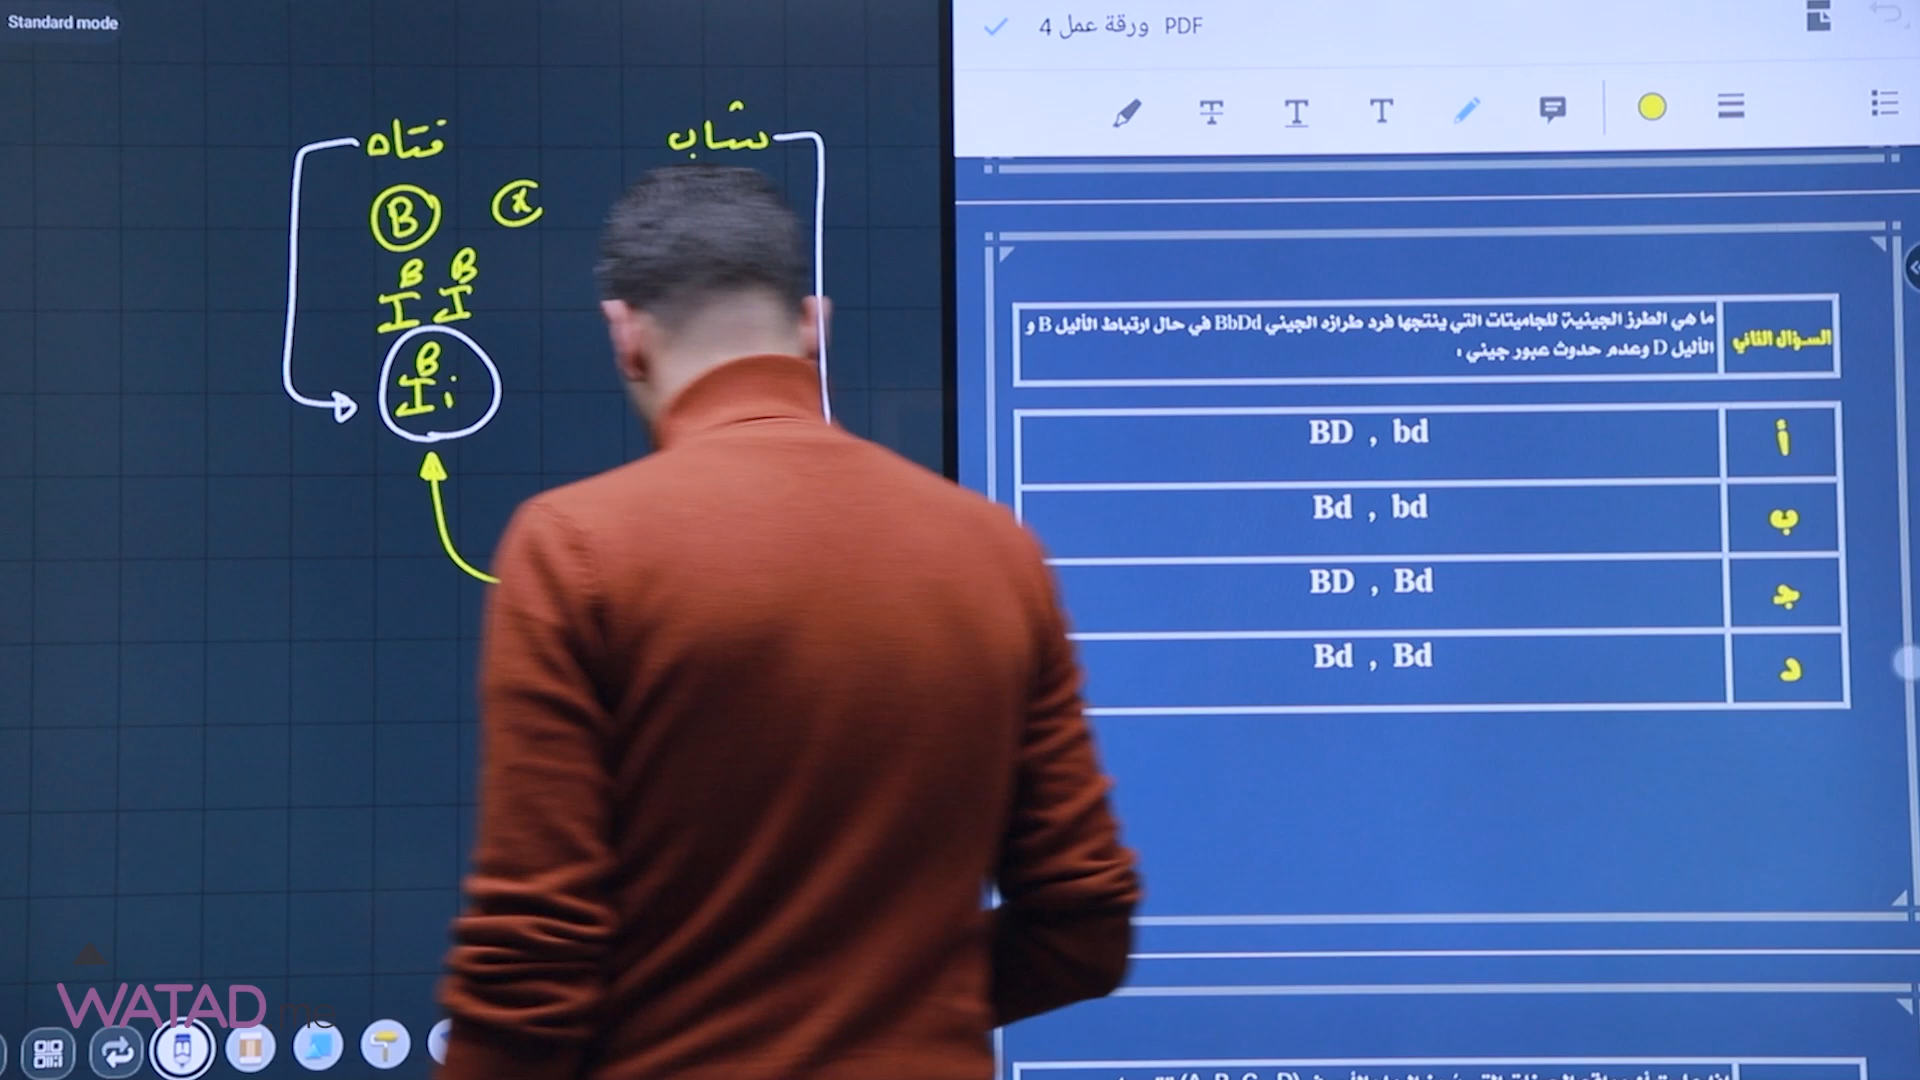 Standard mode
ورقة عمل 4 PDF
فتاه
شاب
B
x
I^B I^B
I^B i
السؤال الثاني
ما هي الطرز الجينية للجاميتات التي ينتجها فرد طرازه الجيني BbDd في حال ارتباط الأليل B و
الأليل D وعدم حدوث عبور جيني :
أ
BD , bd
ب
Bd , bd
ج
BD , Bd
د
Bd , Bd
WATAD